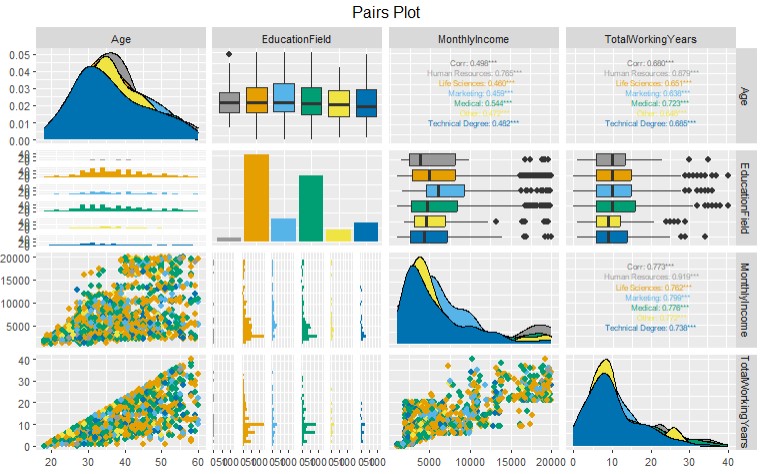 Pairs Plot
Age
EducationField
MonthlyIncome
TotalWorkingYears
0.05
0.04
0.03
0.02
0.01
0.00
Corr: 0.498***
Human Resources: 0.765***
Life Sciences: 0.460***
Marketing: 0.459***
Medical: 0.544***
Technical Degree: 0.482***
Corr: 0.680***
Human Resources: 0.879***
Life Sciences: 0.651***
Marketing: 0.638***
Medical: 0.723***
Technical Degree: 0.665***
Age
EducationField
20000
15000
10000
5000
Corr: 0.773***
Human Resources: 0.919***
Life Sciences: 0.762***
Marketing: 0.799***
Medical: 0.776***
Technical Degree: 0.738***
MonthlyIncome
40
30
20
10
0
TotalWorkingYears
20 30 40 50 60
5000 10000 15000 20000
0 10 20 30 40